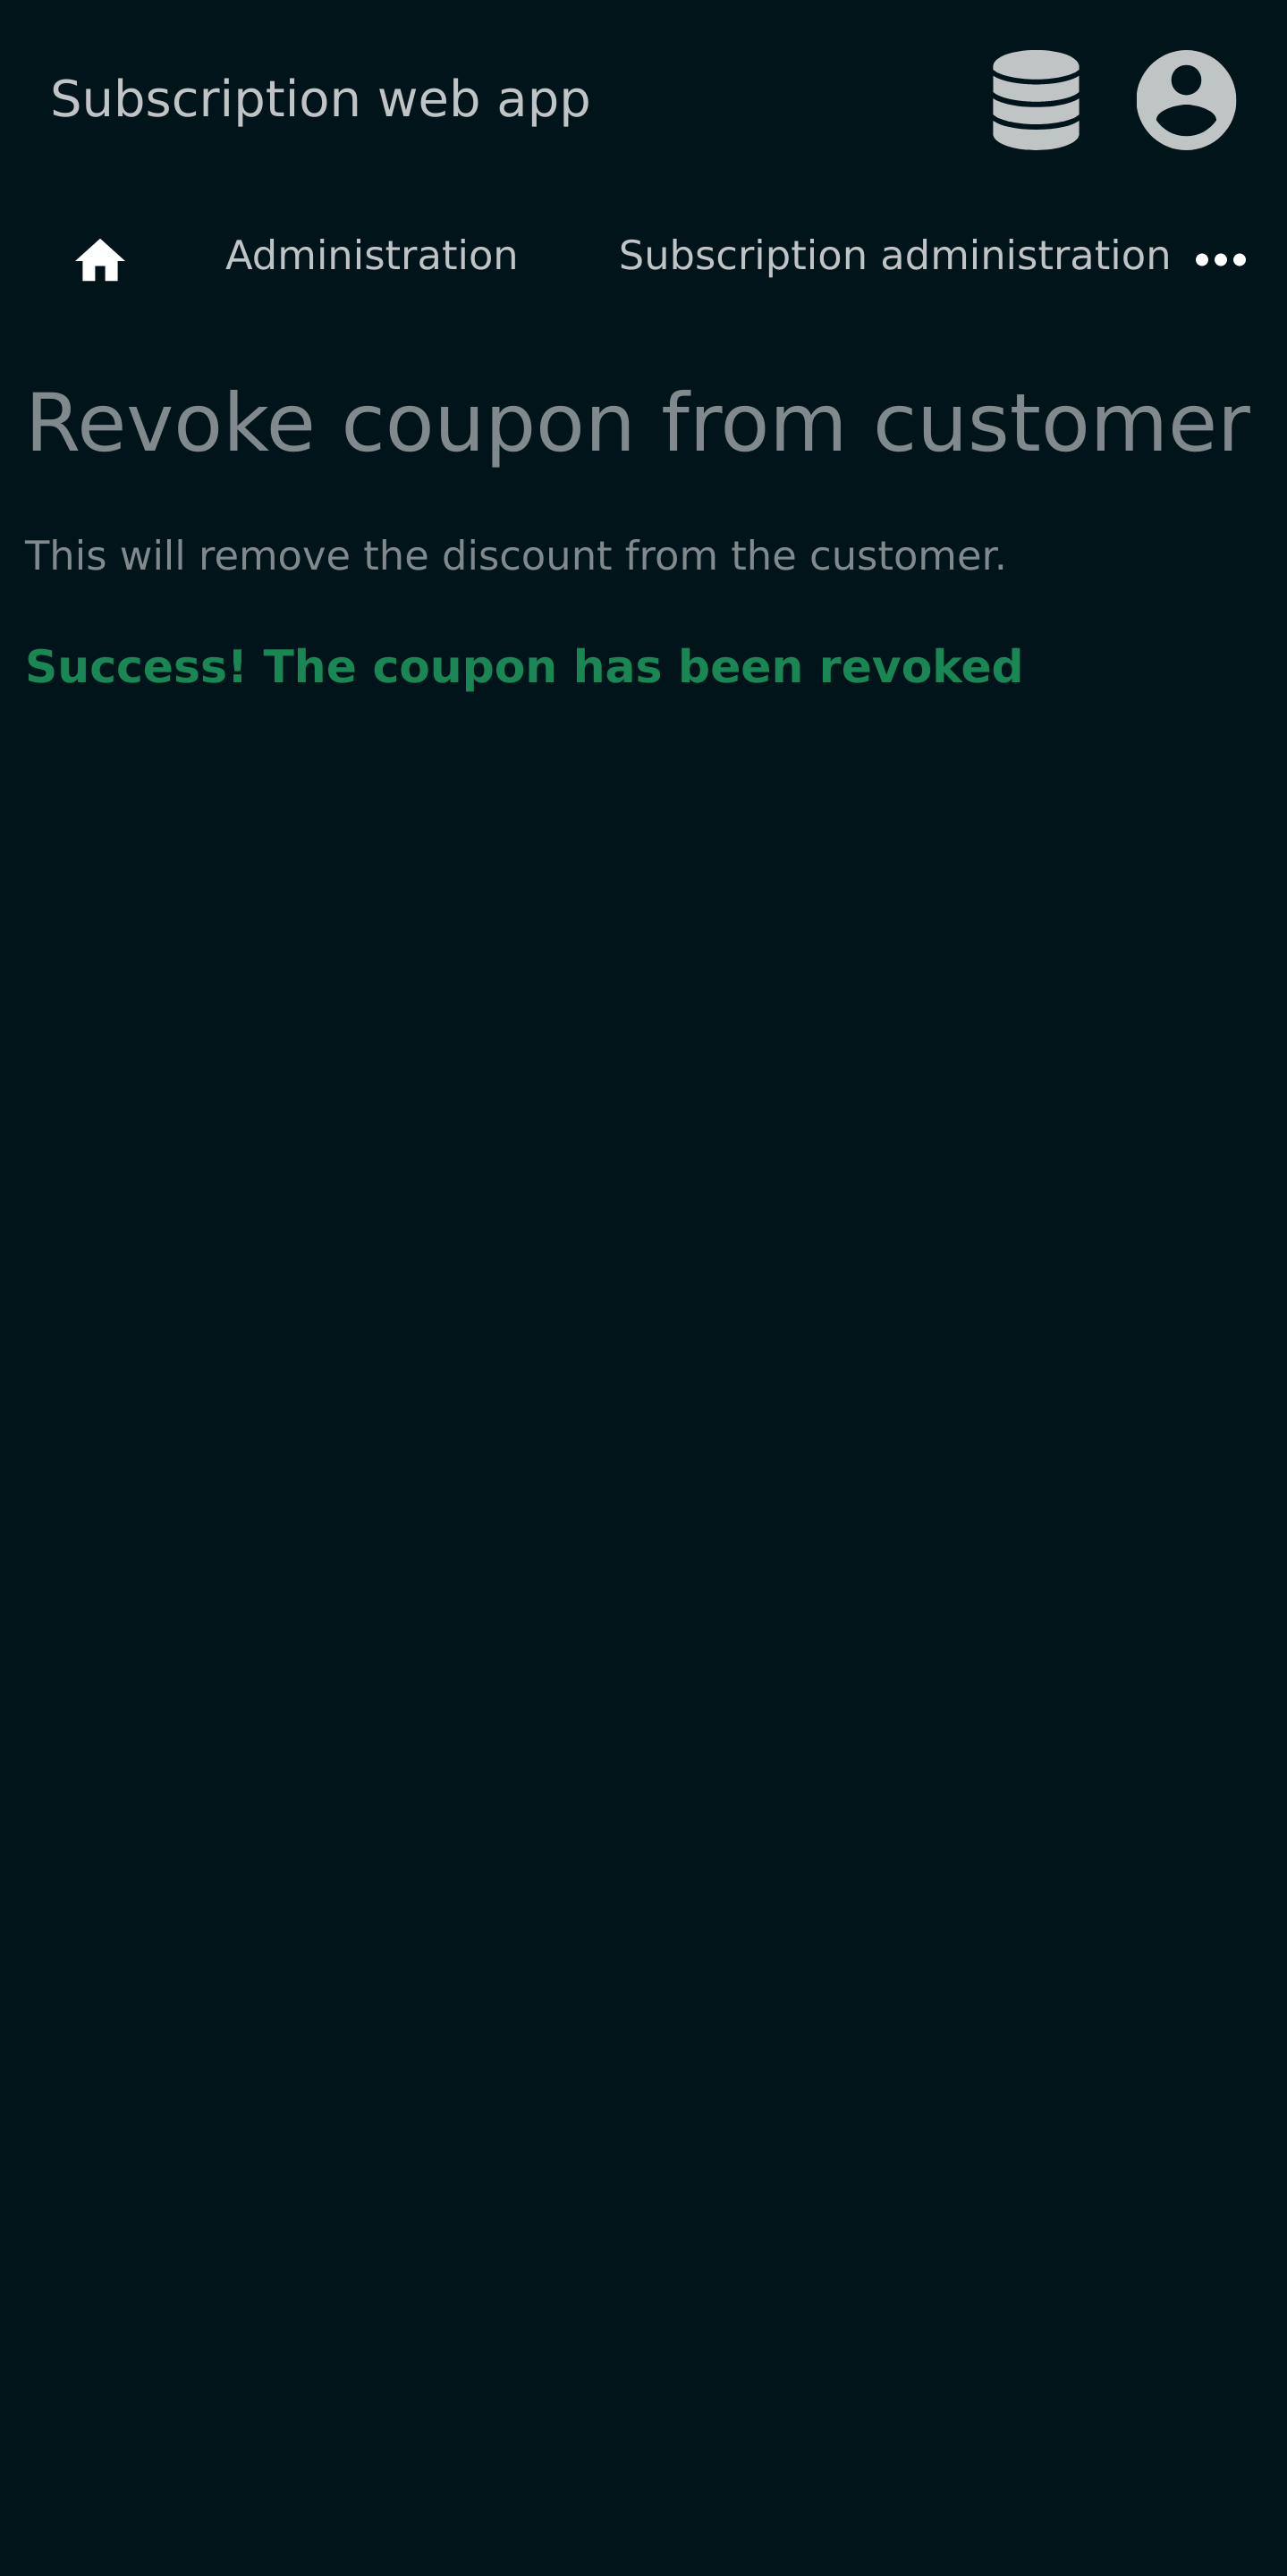 Subscription web app
Administration Subscription administration
Revoke coupon from customer
This will remove the discount from the customer.
Success! The coupon has been revoked